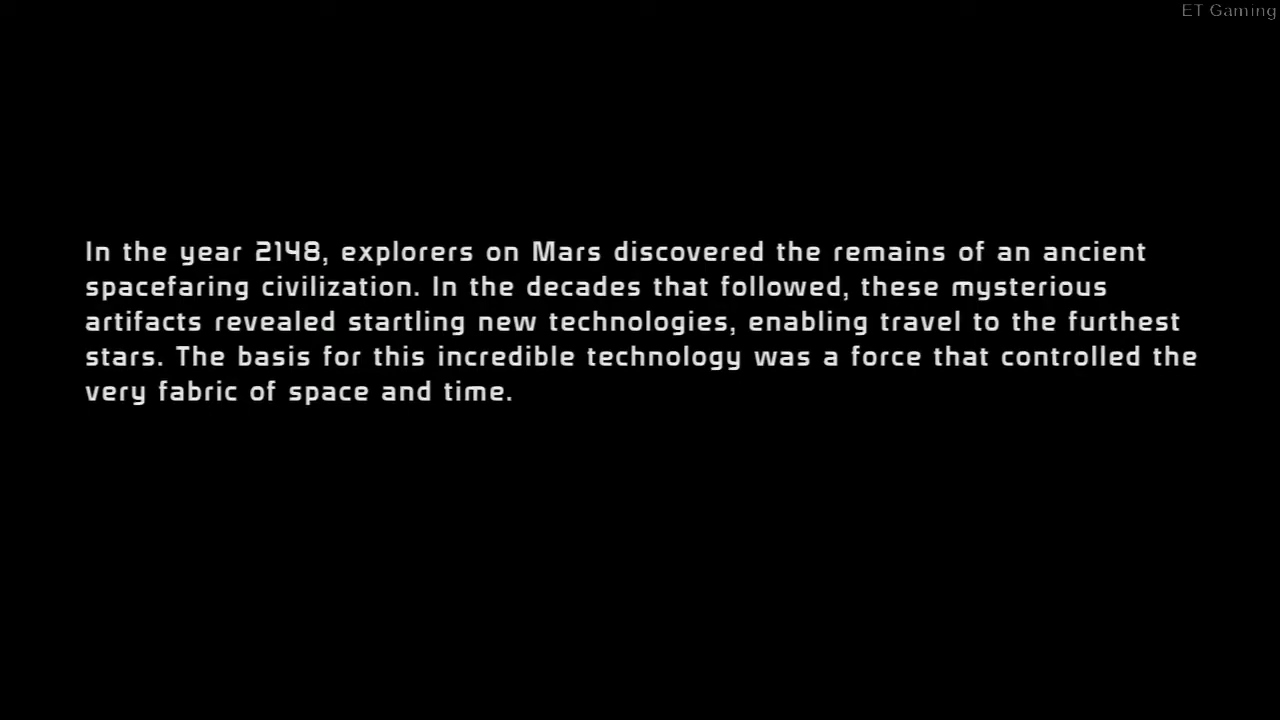 ET Gaming
In the year 2148, explorers on Mars discovered the remains of an ancient
spacefaring civilization. In the decades that followed, these mysterious
artifacts revealed startling new technologies, enabling travel to the furthest
stars. The basis for this incredible technology was a force that controlled the
very fabric of space and time.